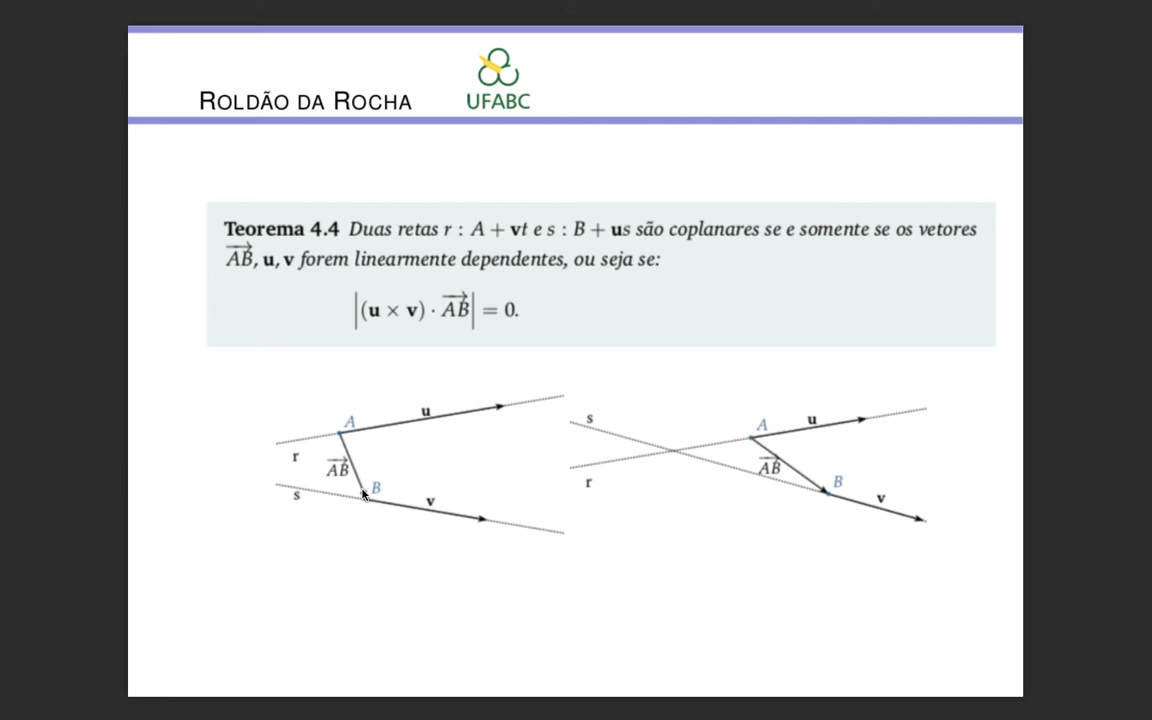 ROLDÃO DA ROCHA
UFABC
Teorema 4.4 Duas retas r : A + vt e s : B + us são coplanares se e somente se os vetores
AB, u, v forem linearmente dependentes, ou seja se:
|(u × v) · AB| = 0.
A
u
r
AB
B
s
v
s
A
u
AB
r
B
v